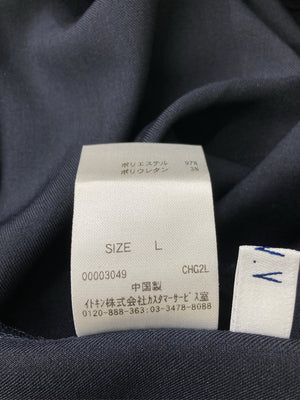 ポリエステル 97%
ポリウレタン 3%
SIZE L
00003049 CHG2L
中国製
イトキン株式会社カスタマーサービス室
0120-888-363:03-3478-8088